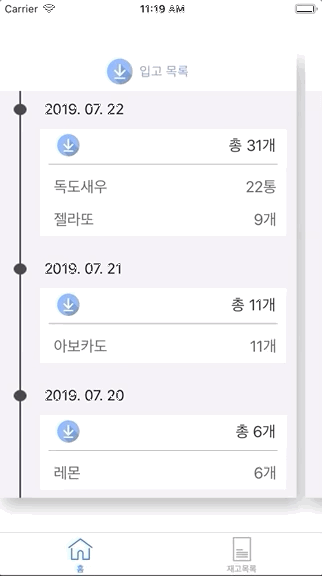 Carrier 11:19 AM
입고 목록
2019. 07. 22
총 31개
독도새우 22통
젤라또 9개
2019. 07. 21
총 11개
아보카도 11개
2019. 07. 20
총 6개
레몬 6개
홈 재고목록